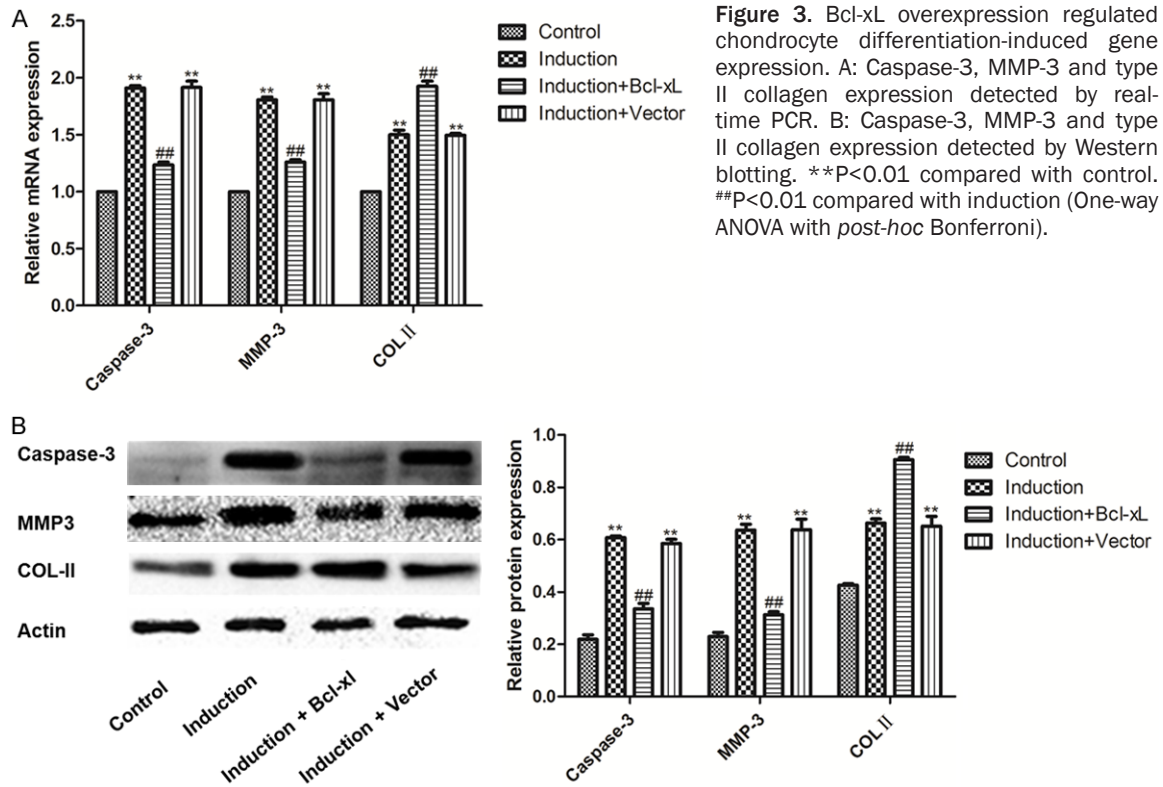 A
Relative mRNA expression
2.5
2.0
1.5
1.0
0.5
0.0
** ** ## ** ** ## ** ** ## **
Caspase-3
MMP-3
COL II
Control
Induction
Induction+Bcl-xL
Induction+Vector
Figure 3. Bcl-xL overexpression regulated
chondrocyte differentiation-induced gene
expression. A: Caspase-3, MMP-3 and type
II collagen expression detected by real-
time PCR. B: Caspase-3, MMP-3 and type
II collagen expression detected by Western
blotting. **P<0.01 compared with control.
##P<0.01 compared with induction (One-way
ANOVA with post-hoc Bonferroni).
B
Caspase-3
MMP3
COL-II
Actin
Control
Induction
Induction + Bcl-xl
Induction + Vector
Relative protein expression
1.0
0.8
0.6
0.4
0.2
0.0
** ## ** ** ## ** ** ## **
Caspase-3
MMP-3
COL II
Control
Induction
Induction+Bcl-xL
Induction+Vector